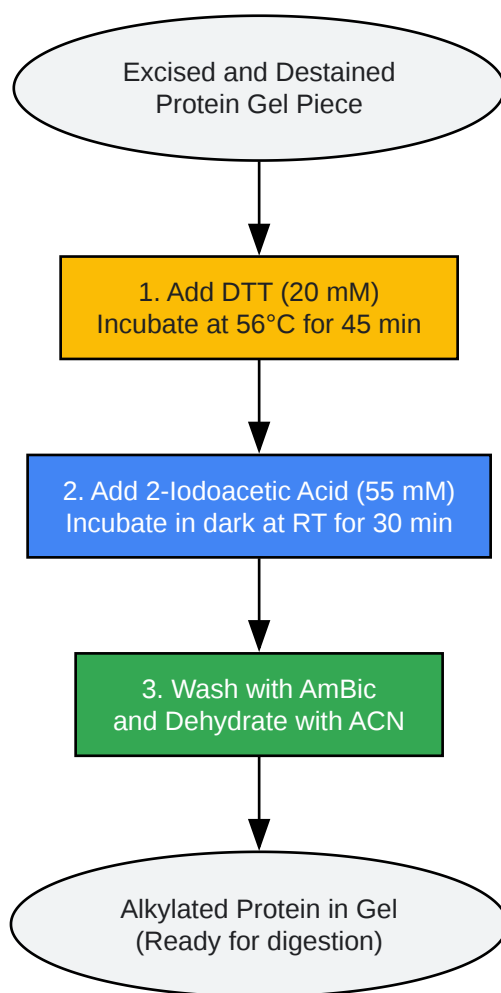 Excised and Destained
Protein Gel Piece
1. Add DTT (20 mM)
Incubate at 56°C for 45 min
2. Add 2-Iodoacetic Acid (55 mM)
Incubate in dark at RT for 30 min
3. Wash with AmBic
and Dehydrate with ACN
Alkylated Protein in Gel
(Ready for digestion)